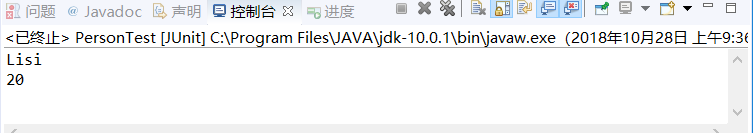 问题 @ Javadoc 声明 控制台 进度
<已终止> PersonTest [JUnit] C:\Program Files\JAVA\jdk-10.0.1\bin\javaw.exe（2018年10月28日 上午9:36
Lisi
20